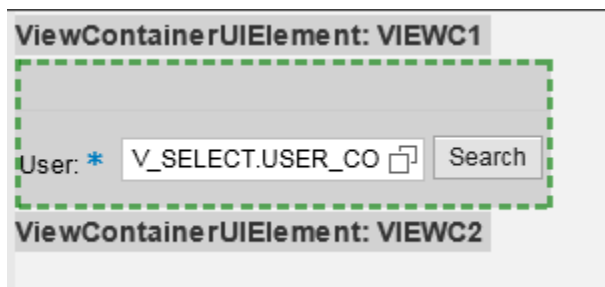 ViewContainerUIElement: VIEWC1
User: * V_SELECT.USER_CO Search
ViewContainerUIElement: VIEWC2